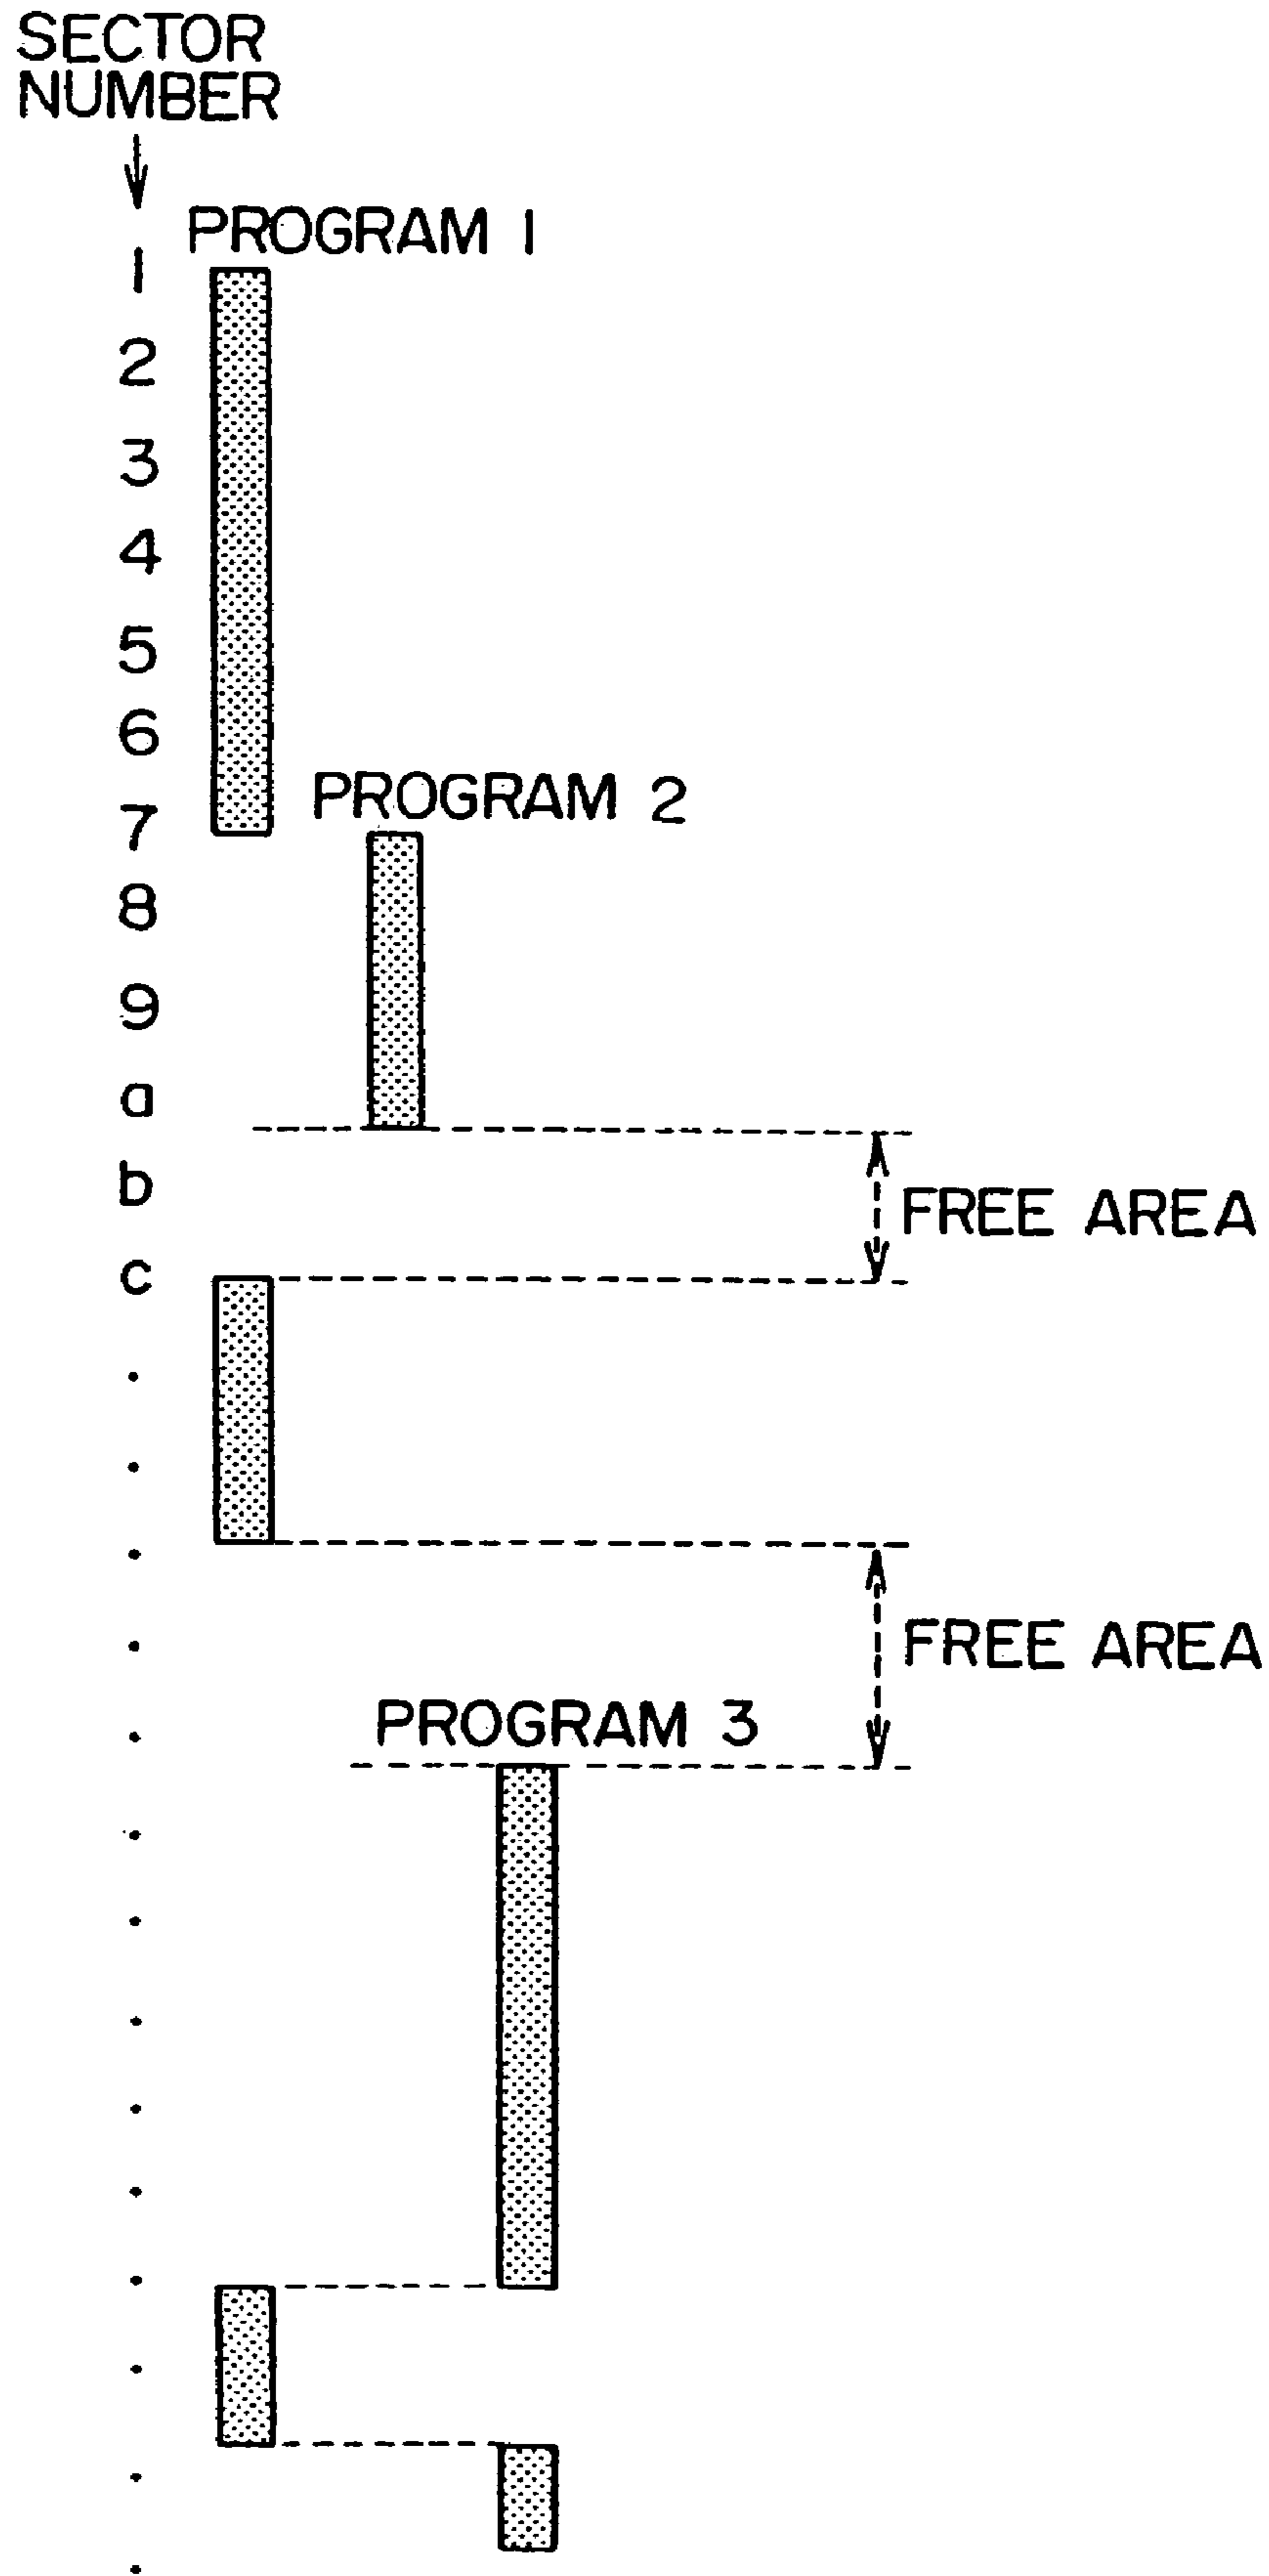 SECTOR
NUMBER
PROGRAM 1
1
2
3
4
5
6
PROGRAM 2
7
8
9
a
b
FREE AREA
c
FREE AREA
PROGRAM 3